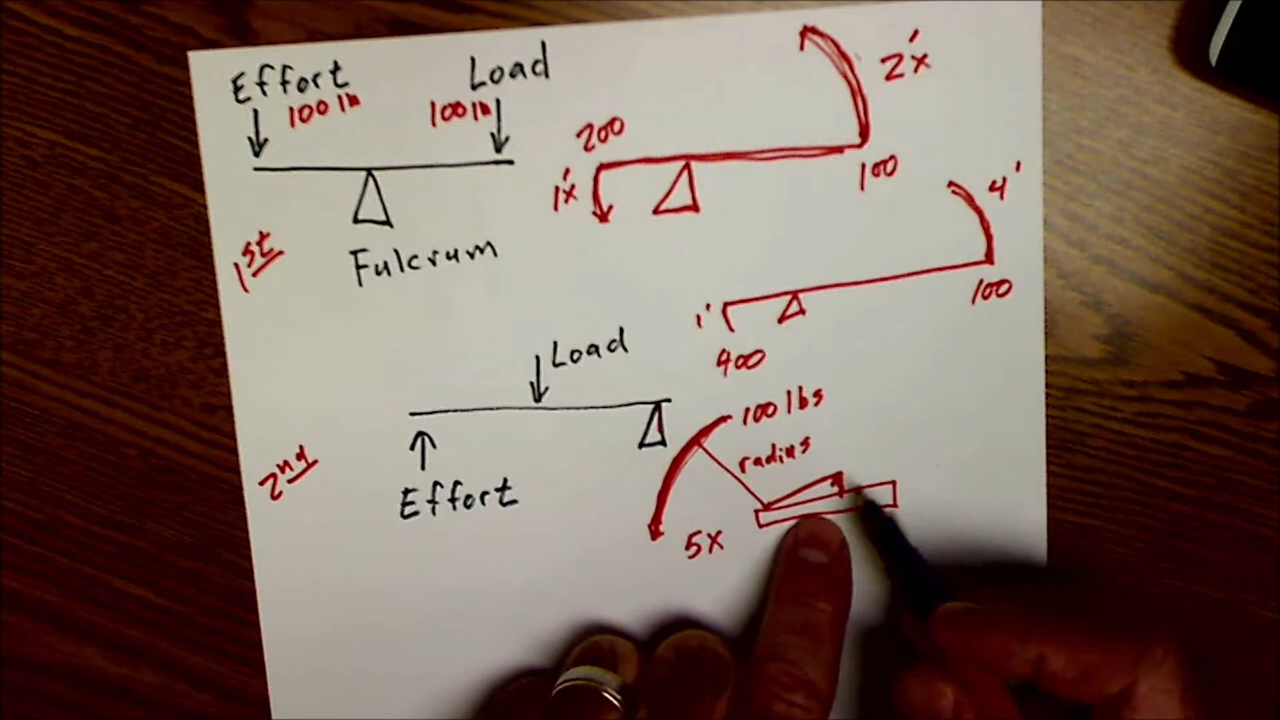 Effort
100 lb
Load
100 lb
2'x
200
1'x
100
1st
Fulcrum
4'
1'
100
400
Load
2nd
Effort
100 lbs
radius
5x